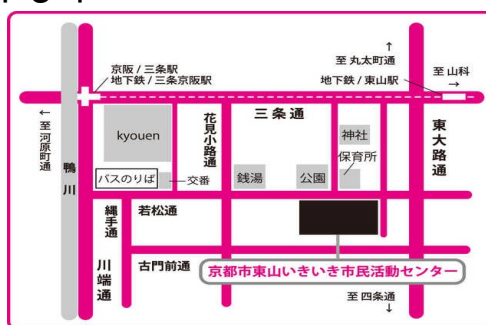 京阪/三条駅
地下鉄/三条京阪駅
↑
至 丸太町通
地下鉄/東山駅
至 山科
→
←
至 河原町通
鴨川
kyouen
花見小路通
三条通
神社
保育所
東大路通
バスのりば
交番
銭湯
公園
縄手通
若松通
川端通
古門前通
京都市東山いきいき市民活動センター
至 四条通
↓